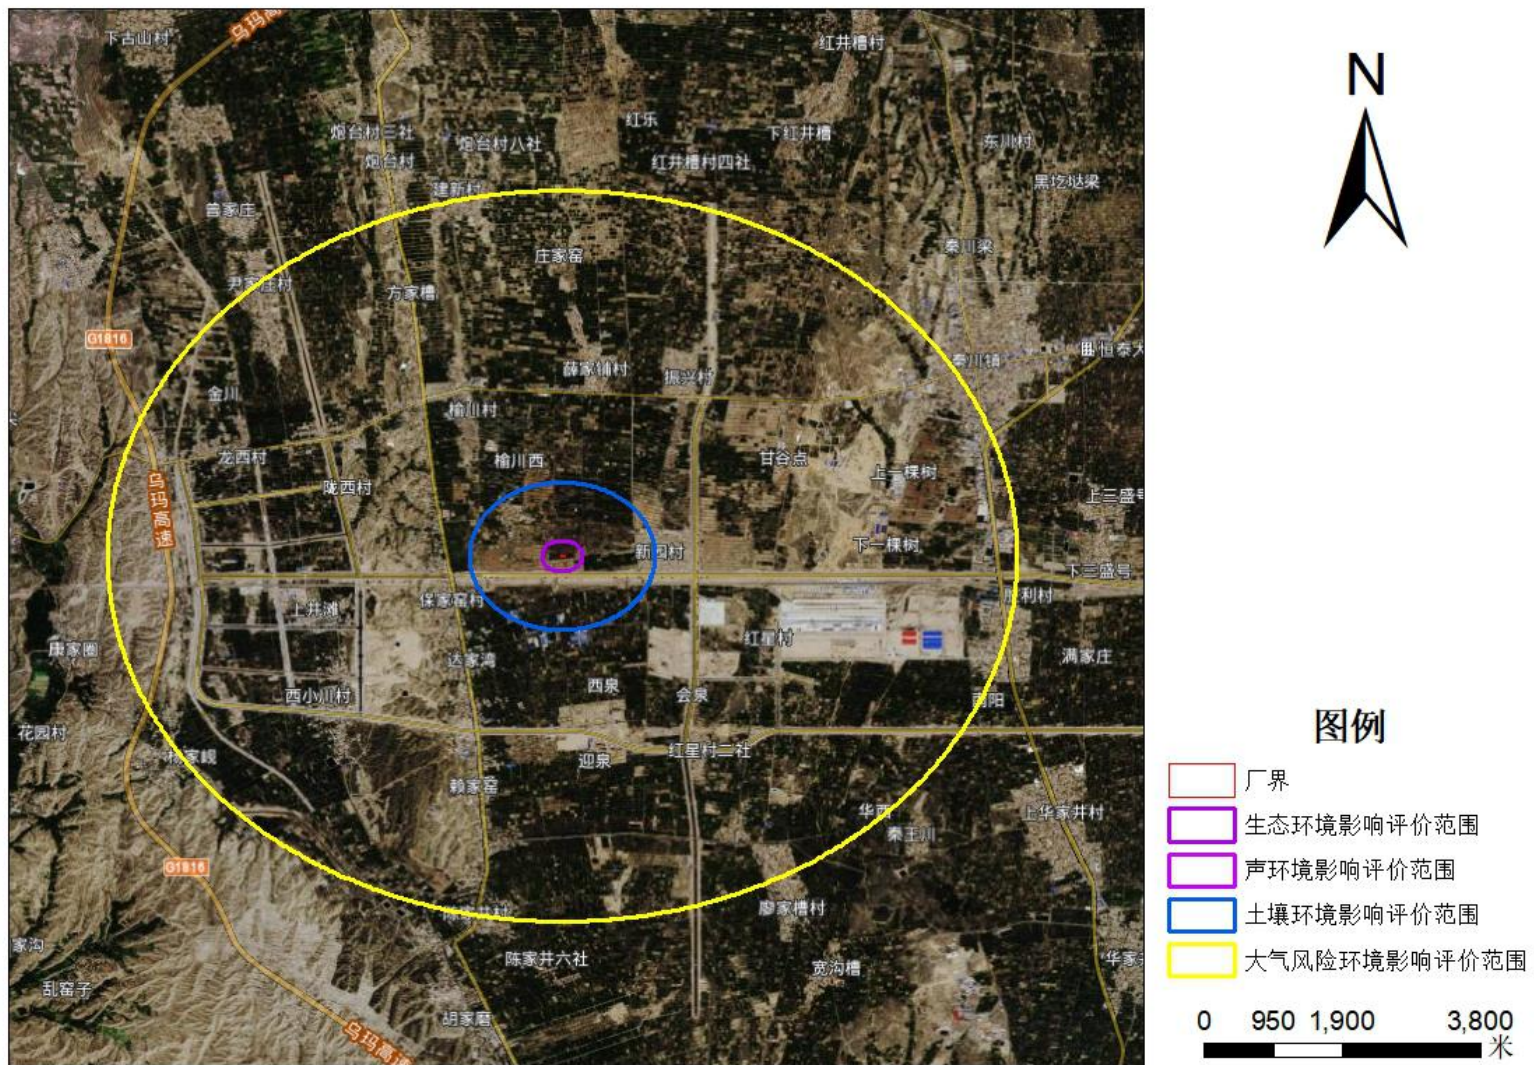 下古山村
乌玛高
红井槽村
N
炮台村三社
炮台村八社
红乐
下红井槽
东川村
炮台村
红井槽村四社
建新村
黑圪垯梁
曾家庄
秦川梁
庄家窑
尹家庄村
方家槽
G1816
恒泰大
秦川镇
薛家铺村
振兴村
金川
榆川村
龙西村
榆川西
甘谷点
上一棵树
陇西村
上三盛号
乌玛高速
新园村
下一棵树
下三盛号
保家窑村
上井滩
胜利村
红星村
康家圈
达家湾
满家庄
西泉
西小川村
会泉
南阳
花园村
图例
红星村二社
迎泉
赖家窑
厂界
华西
上华家井村
生态环境影响评价范围
秦王川
G1816
声环境影响评价范围
廖家槽村
土壤环境影响评价范围
家沟
陈家井六社
宽沟槽
华家
大气风险环境影响评价范围
乱窑子
胡家磨
乌玛高速
0 950 1,900 3,800
米